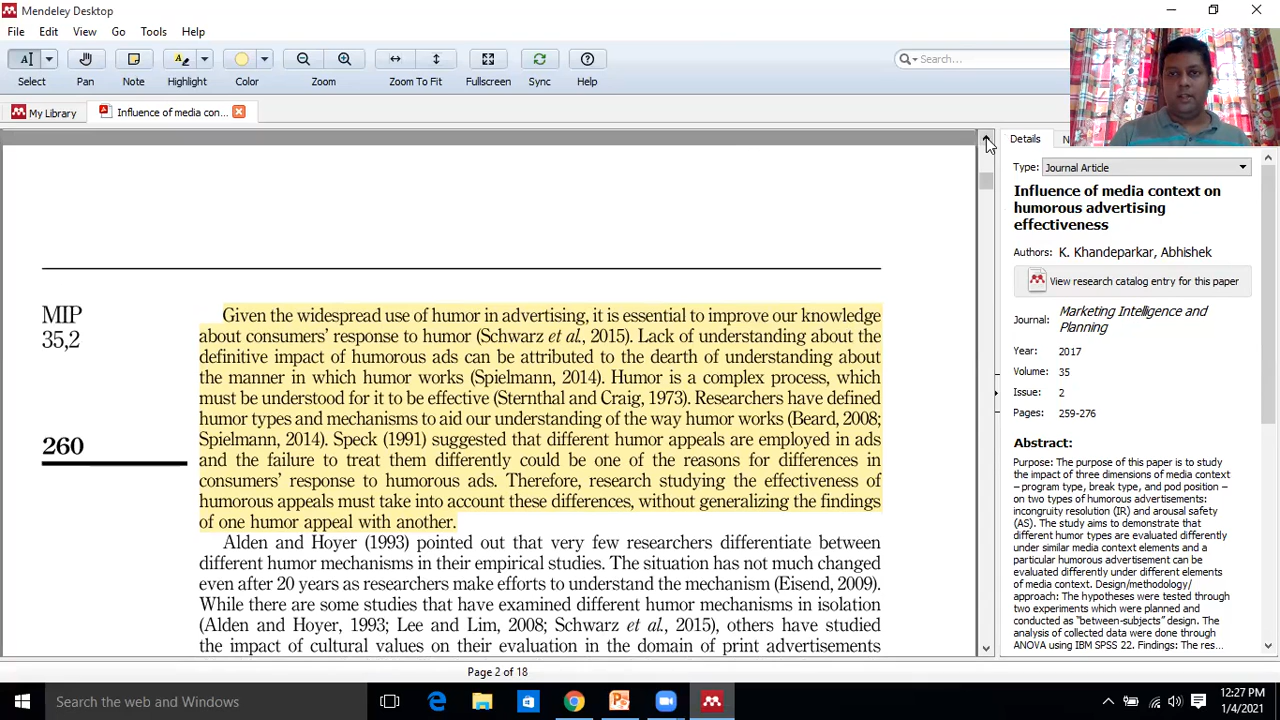 Mendeley Desktop
File Edit View Go Tools Help
Search...
Select Pan Note Highlight Color Zoom Zoom To Fit Fullscreen Sync Help
My Library Influence of media con...
Details
Type: Journal Article
Influence of media context on
humorous advertising
effectiveness
Authors: K. Khandeparkar, Abhishek
View research catalog entry for this paper
Journal: Marketing Intelligence and
Planning
Year: 2017
Volume: 35
Issue: 2
Pages: 259-276
Abstract:
Purpose: The purpose of this paper is to study
the impact of three dimensions of media context
– program type, break type, and pod position –
on two types of humorous advertisements:
incongruity resolution (IR) and arousal safety
(AS). The study aims to demonstrate that
different humor types are evaluated differently
under similar media context elements and a
particular humorous advertisement can be
evaluated differently under different elements
of media context. Design/methodology/
approach: The hypotheses were tested through
two experiments which were planned and
conducted as “between-subjects” design. The
analysis of collected data were done through
ANOVA using IBM SPSS 22. Findings: The res...
MIP
35,2
260
Given the widespread use of humor in advertising, it is essential to improve our knowledge
about consumers’ response to humor (Schwarz et al., 2015). Lack of understanding about the
definitive impact of humorous ads can be attributed to the dearth of understanding about
the manner in which humor works (Spielmann, 2014). Humor is a complex process, which
must be understood for it to be effective (Sternthal and Craig, 1973). Researchers have defined
humor types and mechanisms to aid our understanding of the way humor works (Beard, 2008;
Spielmann, 2014). Speck (1991) suggested that different humor appeals are employed in ads
and the failure to treat them differently could be one of the reasons for differences in
consumers’ response to humorous ads. Therefore, research studying the effectiveness of
humorous appeals must take into account these differences, without generalizing the findings
of one humor appeal with another.
Alden and Hoyer (1993) pointed out that very few researchers differentiate between
different humor mechanisms in their empirical studies. The situation has not much changed
even after 20 years as researchers make efforts to understand the mechanism (Eisend, 2009).
While there are some studies that have examined different humor mechanisms in isolation
(Alden and Hoyer, 1993; Lee and Lim, 2008; Schwarz et al., 2015), others have studied
the impact of cultural values on their evaluation in the domain of print advertisements
Page 2 of 18
Search the web and Windows
12:27 PM
1/4/2021